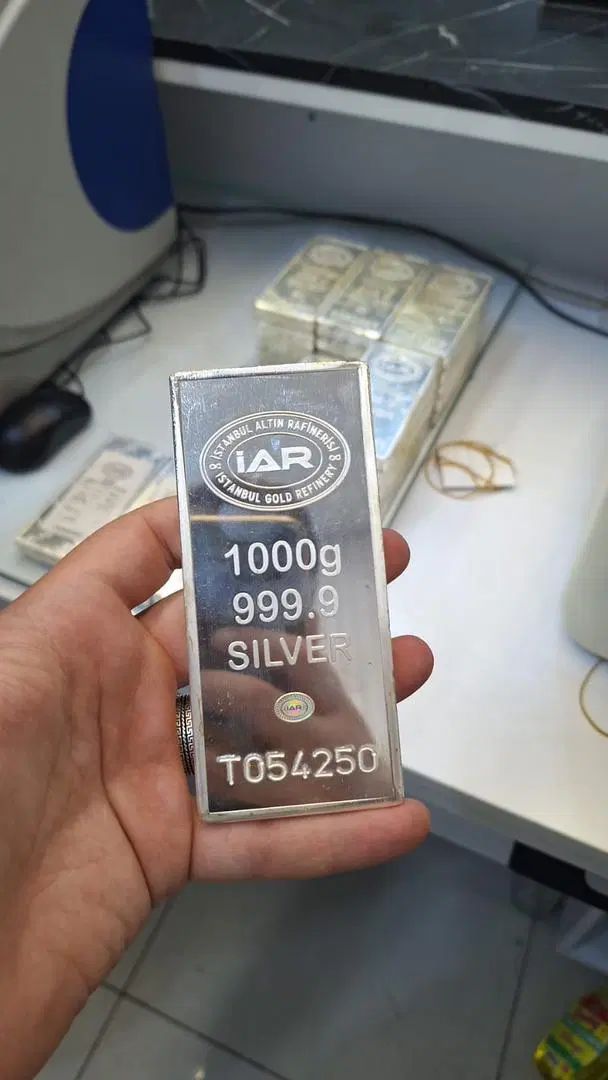 İSTANBUL ALTIN RAFİNERİSİ
İAR
İSTANBUL GOLD REFINERY
1000g
999.9
SILVER
İAR
T054250